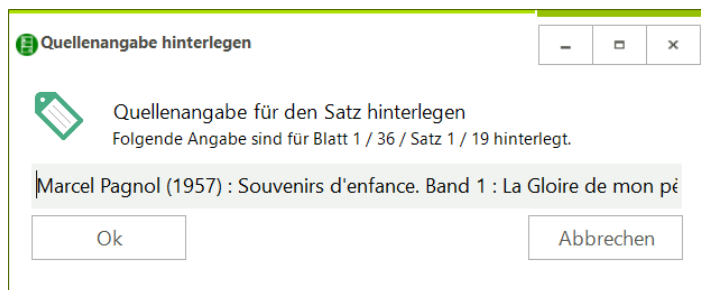 Quellenangabe hinterlegen
Quellenangabe für den Satz hinterlegen
Folgende Angabe sind für Blatt 1 / 36 / Satz 1 / 19 hinterlegt.
Marcel Pagnol (1957) : Souvenirs d'enfance. Band 1 : La Gloire de mon pè
Ok
Abbrechen